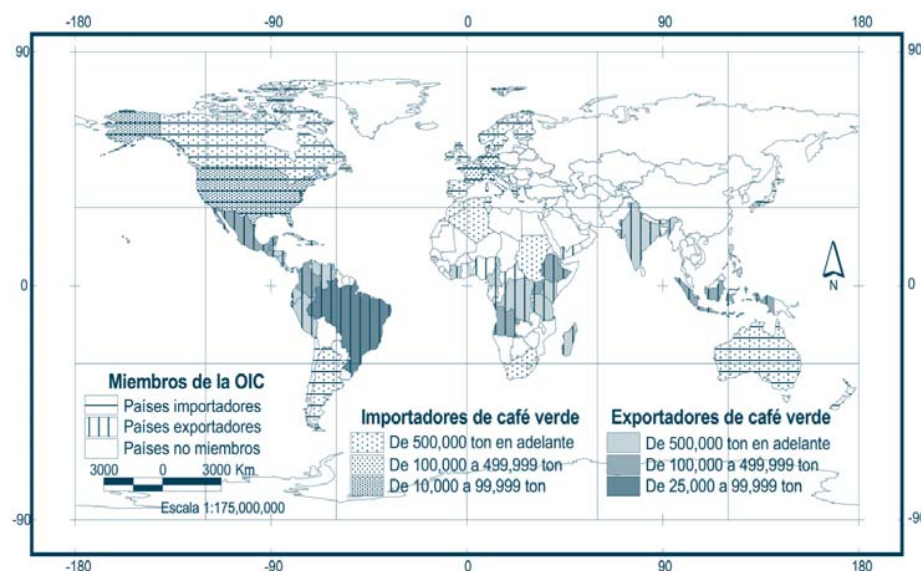 -180 -90 0 90 180
90 90
0 0
-90 -90
N
Miembros de la OIC
Países importadores
Países exportadores
Países no miembros
3000 0 3000 Km
Escala 1:175,000,000
Importadores de café verde
De 500,000 ton en adelante
De 100,000 a 499,999 ton
De 10,000 a 99,999 ton
Exportadores de café verde
De 500,000 ton en adelante
De 100,000 a 499,999 ton
De 25,000 a 99,999 ton
-180 -90 0 90 180